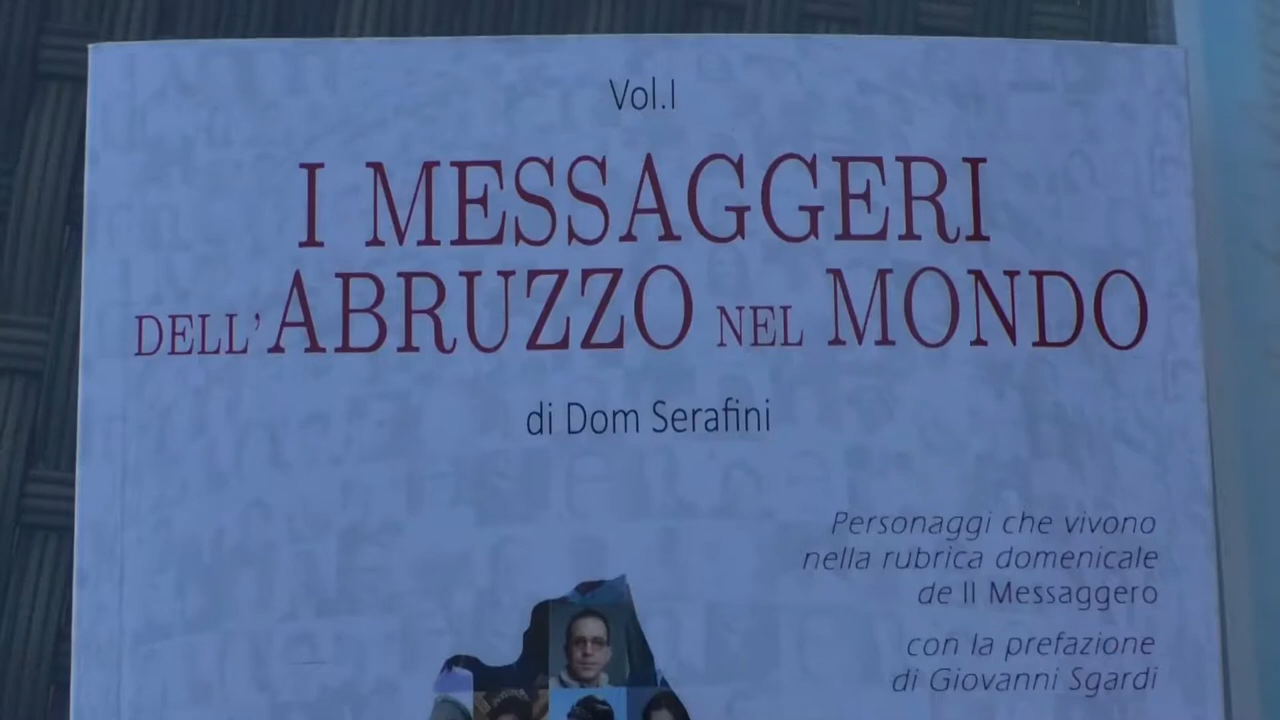 Vol.I
I MESSAGGERI
DELL'ABRUZZO NEL MONDO
di Dom Serafini
Personaggi che vivono
nella rubrica domenicale
de Il Messaggero
con la prefazione
di Giovanni Sgardi